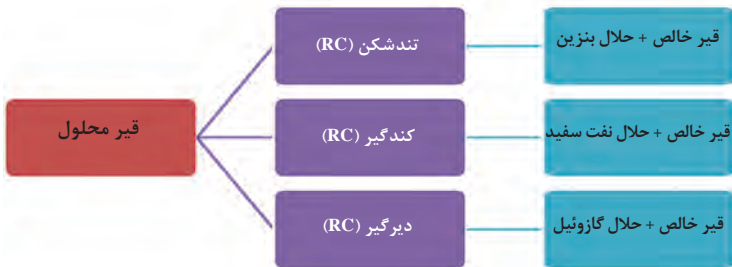 قیر محلول
تندشکن (RC)
قیر خالص + حلال بنزین
کندگیر (RC)
قیر خالص + حلال نفت سفید
دیرگیر (RC)
قیر خالص + حلال گازوئیل